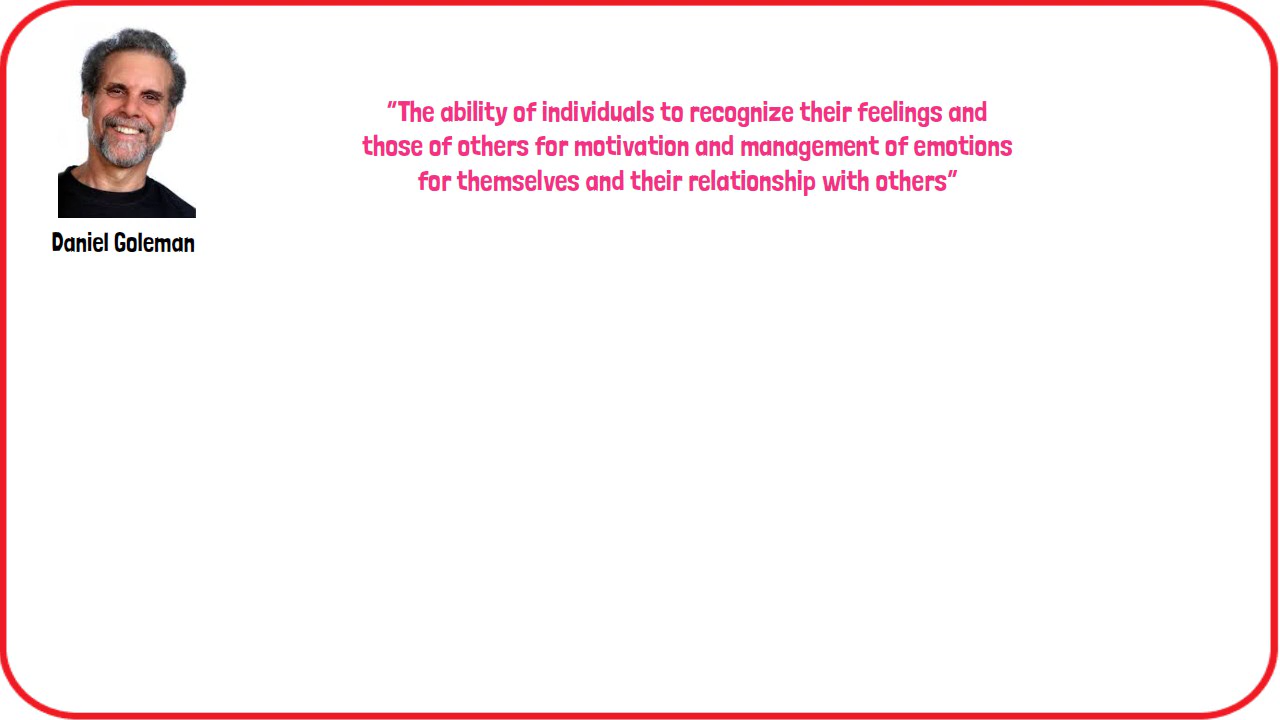 “The ability of individuals to recognize their feelings and
those of others for motivation and management of emotions
for themselves and their relationship with others”
Daniel Goleman